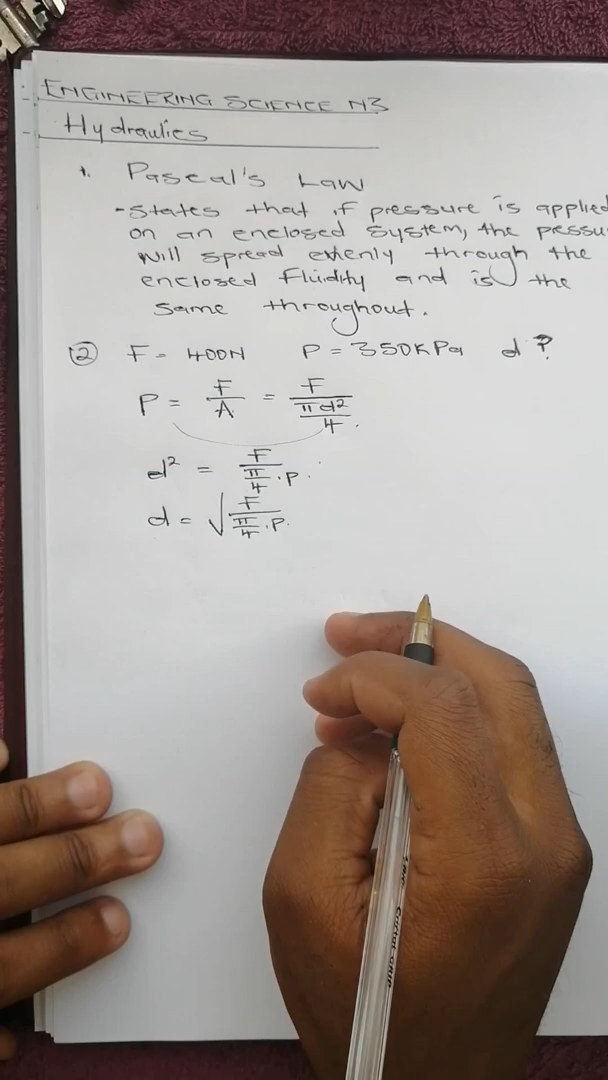 ENGINEERING SCIENCE N3
Hydraulics
1. Pascal's Law
- States that if pressure is applied
on an enclosed system, the pressu
will spread evenly through the
enclosed fluidity and is the
same throughout.
② F = 400N P = 350KPa d ?
P = F/A = F/(πd²/4).
d² = F/(π/4 . P).
d = √(F/(π/4 . P)).